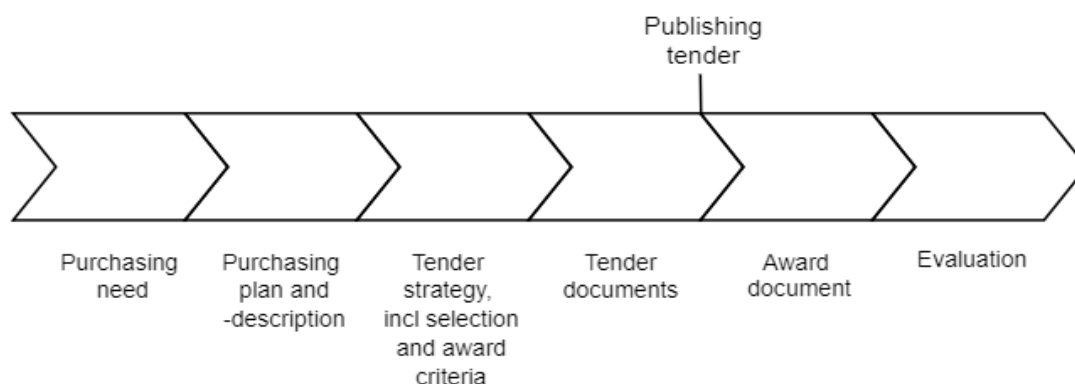 Publishing
tender
Purchasing
need
Purchasing
plan and
-description
Tender
strategy,
incl selection
and award
criteria
Tender
documents
Award
document
Evaluation